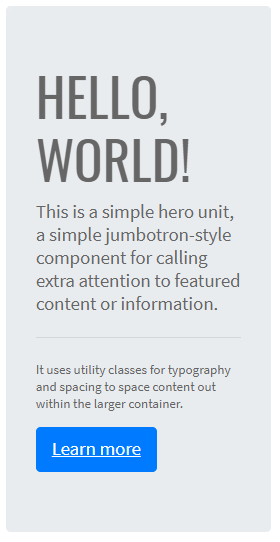 HELLO,
WORLD!
This is a simple hero unit,
a simple jumbotron-style
component for calling
extra attention to featured
content or information.
It uses utility classes for typography
and spacing to space content out
within the larger container.
Learn more